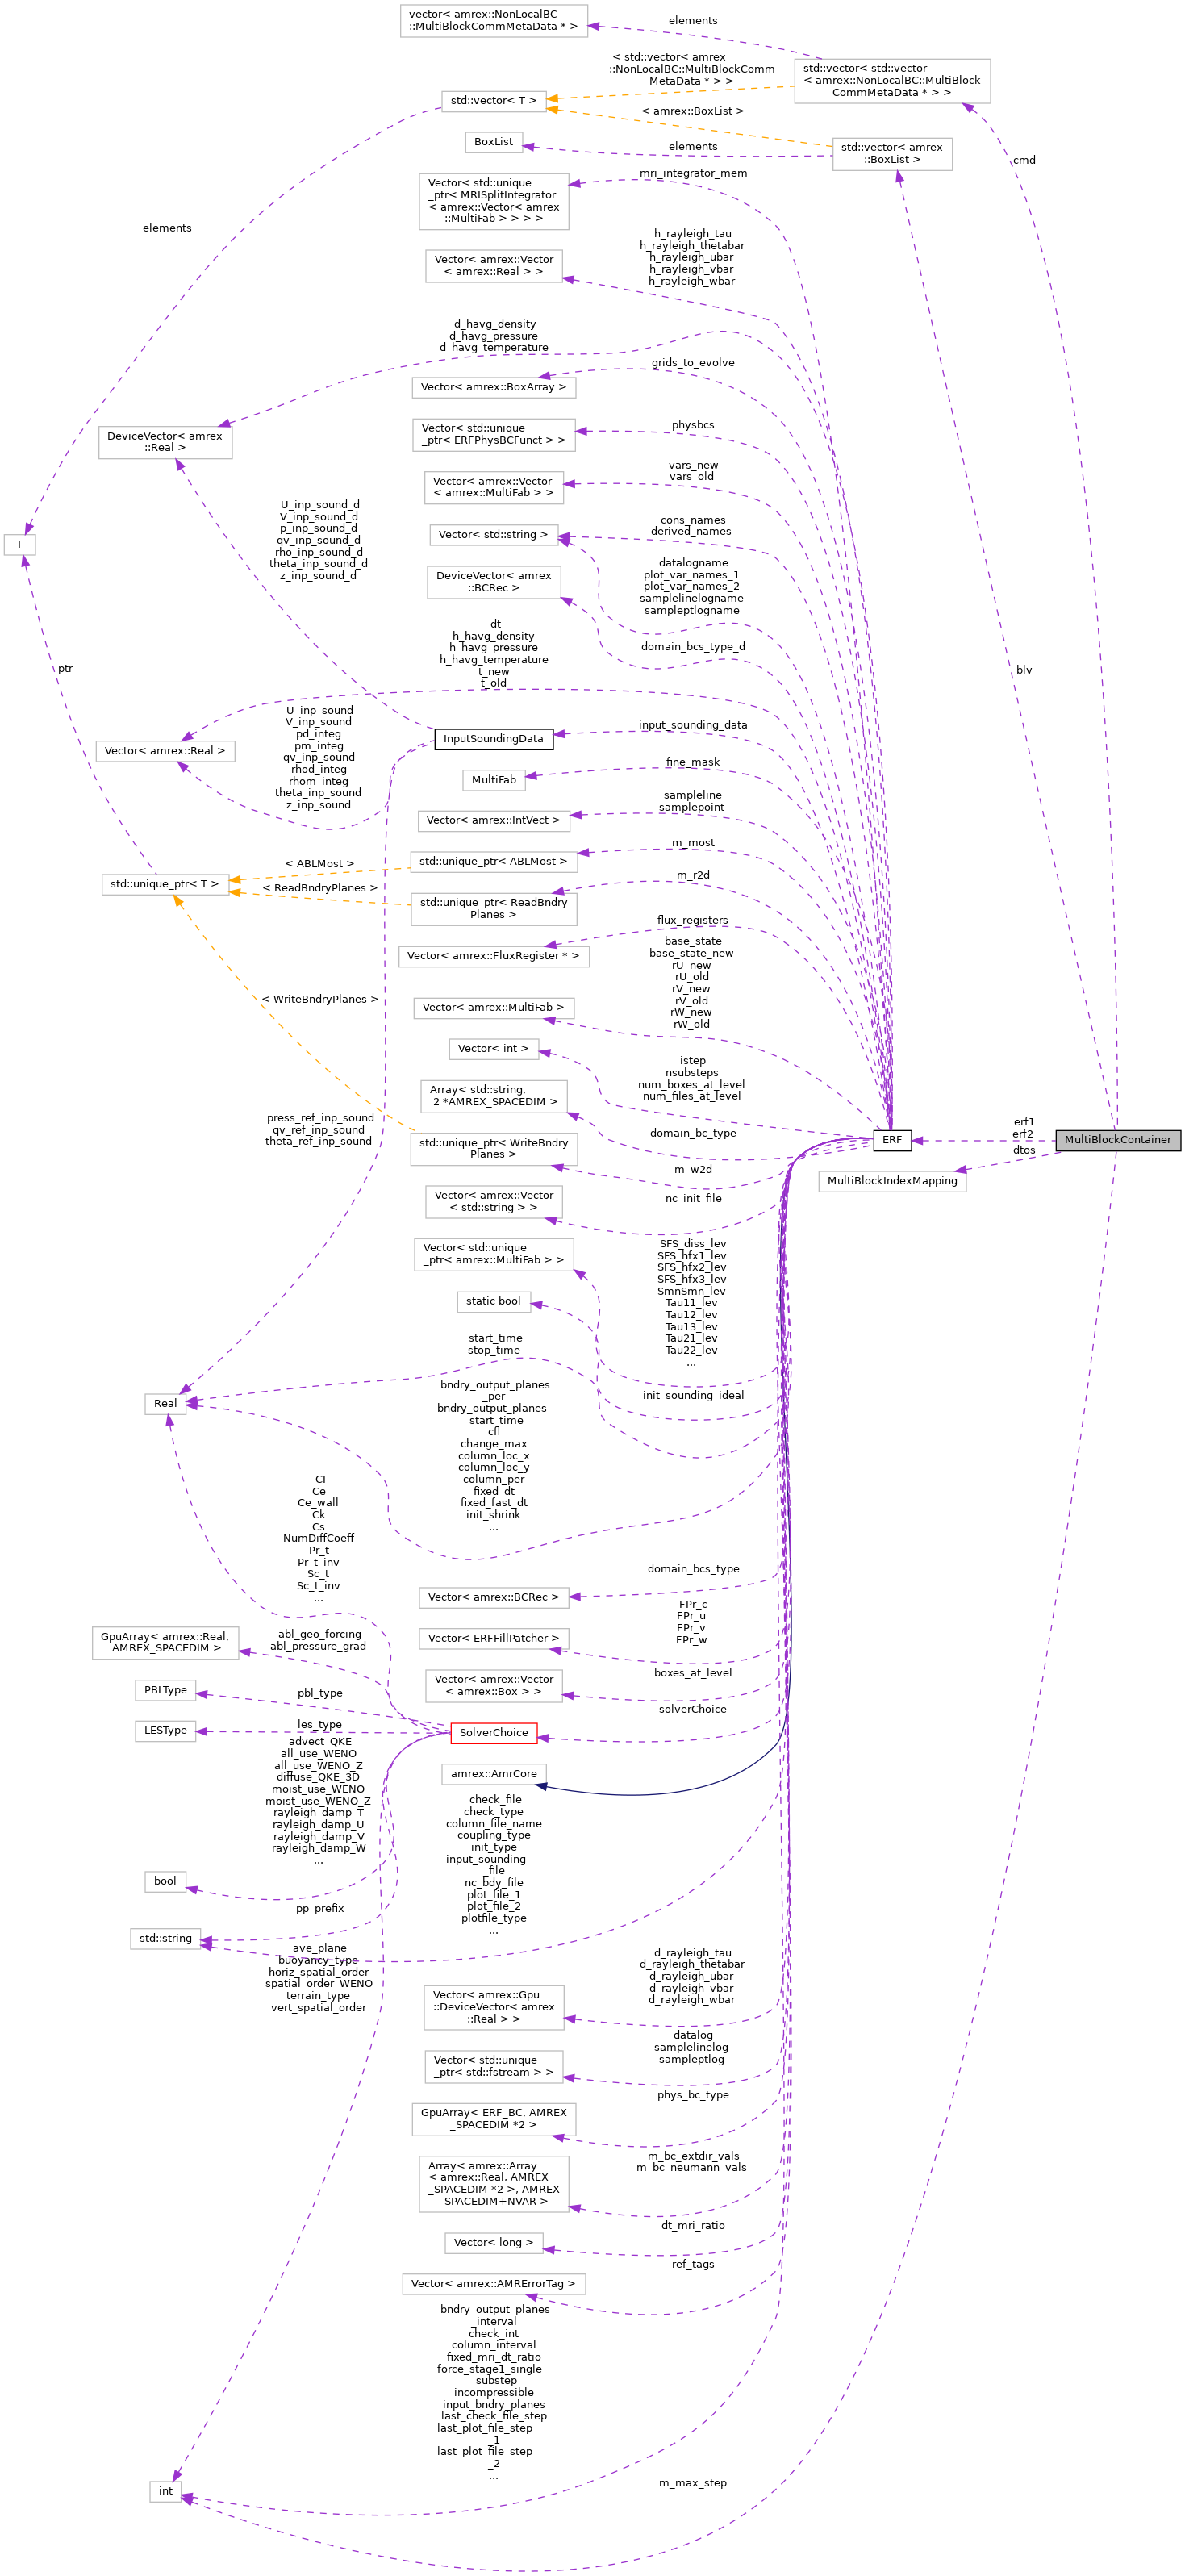 vector< amrex::NonLocalBC
::MultiBlockCommMetaData * >
elements
std::vector< std::vector
< amrex::NonLocalBC::MultiBlock
CommMetaData * > >
< std::vector< amrex
::NonLocalBC::MultiBlockComm
MetaData * > >
std::vector< T >
< amrex::BoxList >
BoxList
elements
std::vector< amrex
::BoxList >
cmd
mri_integrator_mem
Vector< std::unique
_ptr< MRISplitIntegrator
< amrex::Vector< amrex
::MultiFab > > > >
elements
h_rayleigh_tau
h_rayleigh_thetabar
h_rayleigh_ubar
h_rayleigh_vbar
h_rayleigh_wbar
Vector< amrex::Vector
< amrex::Real > >
d_havg_density
d_havg_pressure
d_havg_temperature
grids_to_evolve
Vector< amrex::BoxArray >
DeviceVector< amrex
::Real >
physbcs
Vector< std::unique
_ptr< ERFPhysBCFunct > >
vars_new
vars_old
Vector< amrex::Vector
< amrex::MultiFab > >
U_inp_sound_d
V_inp_sound_d
p_inp_sound_d
qv_inp_sound_d
rho_inp_sound_d
theta_inp_sound_d
z_inp_sound_d
Vector< std::string >
cons_names
derived_names
T
DeviceVector< amrex
::BCRec >
datalogname
plot_var_names_1
plot_var_names_2
samplelinelogname
sampleptlogname
domain_bcs_type_d
dt
h_havg_density
h_havg_pressure
h_havg_temperature
t_new
t_old
ptr
blv
U_inp_sound
V_inp_sound
pd_integ
pm_integ
qv_inp_sound
rhod_integ
rhom_integ
theta_inp_sound
z_inp_sound
Vector< amrex::Real >
InputSoundingData
input_sounding_data
MultiFab
fine_mask
Vector< amrex::IntVect >
sampleline
samplepoint
std::unique_ptr< T >
< ABLMost >
std::unique_ptr< ABLMost >
m_most
< ReadBndryPlanes >
std::unique_ptr< ReadBndry
Planes >
m_r2d
Vector< amrex::FluxRegister * >
flux_registers
< WriteBndryPlanes >
Vector< amrex::MultiFab >
base_state
base_state_new
rU_new
rU_old
rV_new
rV_old
rW_new
rW_old
Vector< int >
istep
nsubsteps
num_boxes_at_level
num_files_at_level
Array< std::string,
2 *AMREX_SPACEDIM >
domain_bc_type
press_ref_inp_sound
qv_ref_inp_sound
theta_ref_inp_sound
std::unique_ptr< WriteBndry
Planes >
m_w2d
ERF
erf1
erf2
MultiBlockContainer
dtos
MultiBlockIndexMapping
Vector< amrex::Vector
< std::string > >
nc_init_file
Vector< std::unique
_ptr< amrex::MultiFab > >
SFS_diss_lev
SFS_hfx1_lev
SFS_hfx2_lev
SFS_hfx3_lev
SmnSmn_lev
Tau11_lev
Tau12_lev
Tau13_lev
Tau21_lev
Tau22_lev
...
static bool
init_sounding_ideal
start_time
stop_time
Real
bndry_output_planes
_per
bndry_output_planes
_start_time
cfl
change_max
column_loc_x
column_loc_y
column_per
fixed_dt
fixed_fast_dt
init_shrink
...
CI
Ce
Ce_wall
Ck
Cs
NumDiffCoeff
Pr_t
Pr_t_inv
Sc_t
Sc_t_inv
...
domain_bcs_type
Vector< amrex::BCRec >
GpuArray< amrex::Real,
AMREX_SPACEDIM >
abl_geo_forcing
abl_pressure_grad
Vector< ERFFillPatcher >
FPr_c
FPr_u
FPr_v
FPr_w
PBLType
pbl_type
Vector< amrex::Vector
< amrex::Box > >
boxes_at_level
LESType
les_type
SolverChoice
solverChoice
advect_QKE
all_use_WENO
all_use_WENO_Z
diffuse_QKE_3D
moist_use_WENO
moist_use_WENO_Z
rayleigh_damp_T
rayleigh_damp_U
rayleigh_damp_V
rayleigh_damp_W
...
amrex::AmrCore
check_file
check_type
column_file_name
coupling_type
init_type
input_sounding
_file
nc_bdy_file
plot_file_1
plot_file_2
plotfile_type
...
bool
pp_prefix
std::string
ave_plane
buoyancy_type
horiz_spatial_order
spatial_order_WENO
terrain_type
vert_spatial_order
Vector< amrex::Gpu
::DeviceVector< amrex
::Real > >
d_rayleigh_tau
d_rayleigh_thetabar
d_rayleigh_ubar
d_rayleigh_vbar
d_rayleigh_wbar
Vector< std::unique
_ptr< std::fstream > >
datalog
samplelinelog
sampleptlog
GpuArray< ERF_BC, AMREX
_SPACEDIM *2 >
phys_bc_type
Array< amrex::Array
< amrex::Real, AMREX
_SPACEDIM *2 >, AMREX
_SPACEDIM+NVAR >
m_bc_extdir_vals
m_bc_neumann_vals
Vector< long >
dt_mri_ratio
Vector< amrex::AMRErrorTag >
ref_tags
bndry_output_planes
_interval
check_int
column_interval
fixed_mri_dt_ratio
force_stage1_single
_substep
incompressible
input_bndry_planes
last_check_file_step
last_plot_file_step
_1
last_plot_file_step
_2
...
int
m_max_step